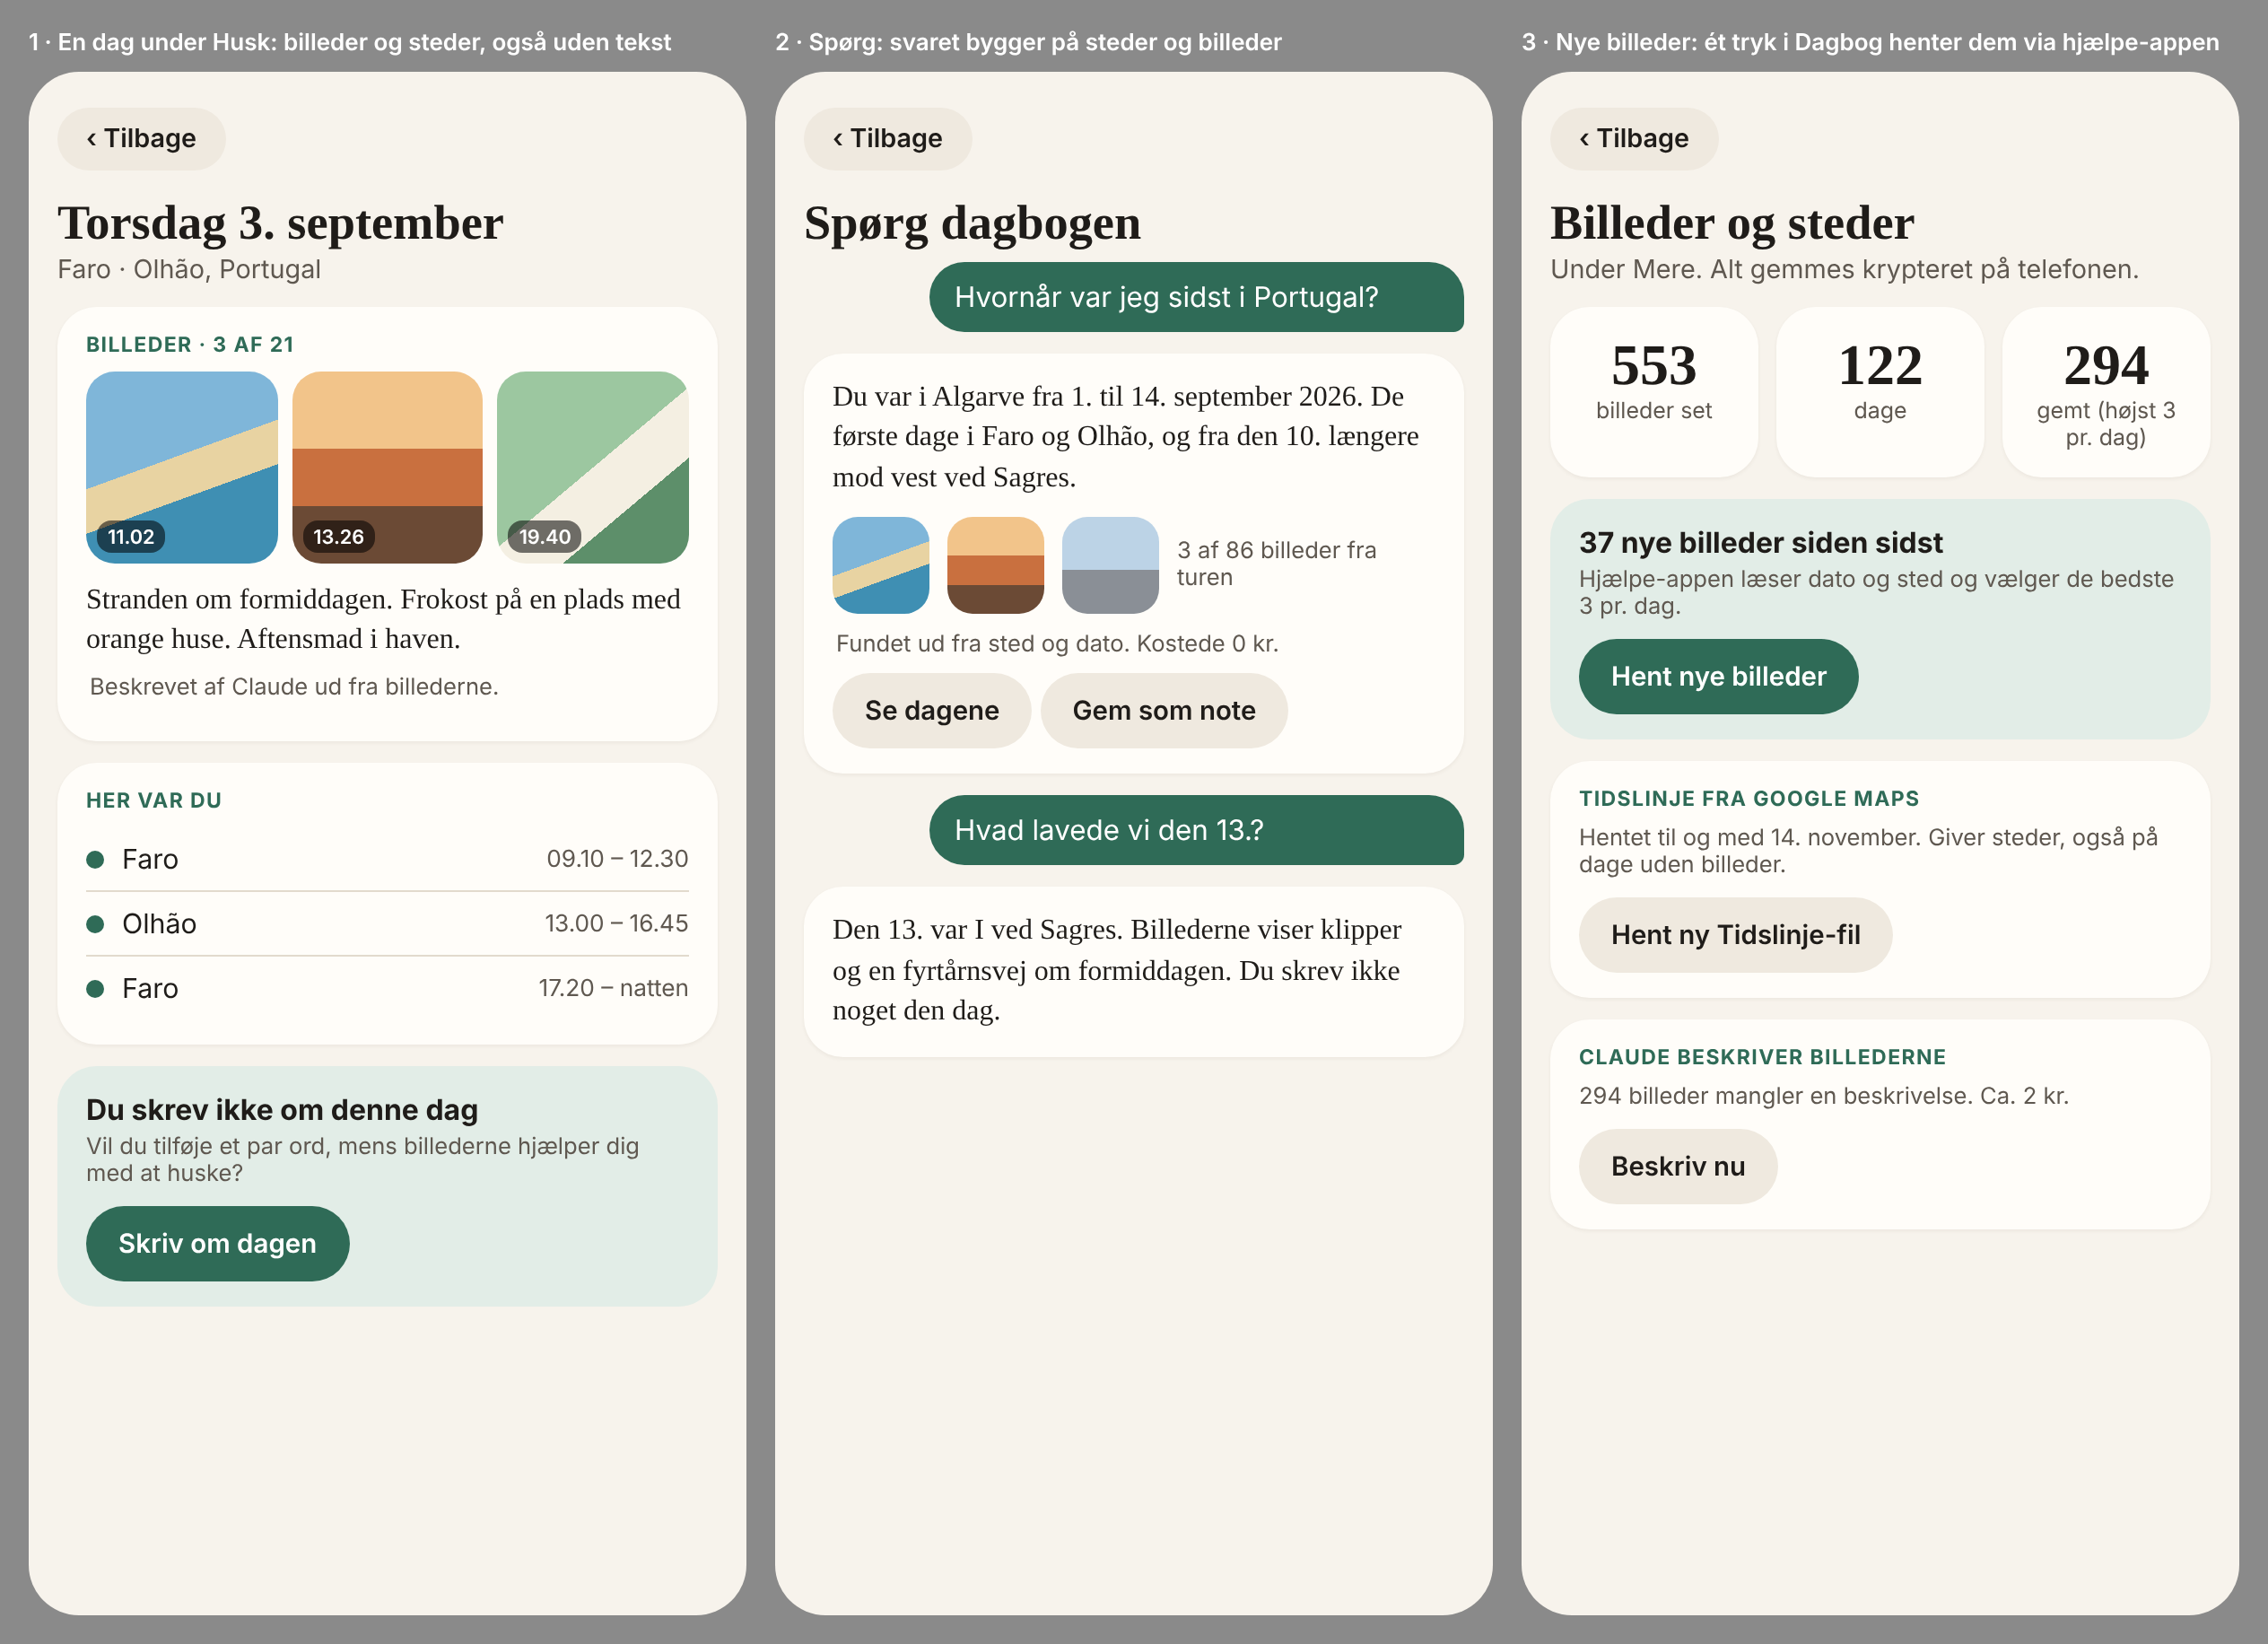 1 · En dag under Husk: billeder og steder, også uden tekst
‹ Tilbage
Torsdag 3. september
Faro · Olhão, Portugal
BILLEDER · 3 AF 21
11.02
13.26
19.40
Stranden om formiddagen. Frokost på en plads med
orange huse. Aftensmad i haven.
Beskrevet af Claude ud fra billederne.
HER VAR DU
Faro 09.10 – 12.30
Olhão 13.00 – 16.45
Faro 17.20 – natten
Du skrev ikke om denne dag
Vil du tilføje et par ord, mens billederne hjælper dig
med at huske?
Skriv om dagen
2 · Spørg: svaret bygger på steder og billeder
‹ Tilbage
Spørg dagbogen
Hvornår var jeg sidst i Portugal?
Du var i Algarve fra 1. til 14. september 2026. De
første dage i Faro og Olhão, og fra den 10. længere
mod vest ved Sagres.
3 af 86 billeder fra
turen
Fundet ud fra sted og dato. Kostede 0 kr.
Se dagene
Gem som note
Hvad lavede vi den 13.?
Den 13. var I ved Sagres. Billederne viser klipper
og en fyrtårnsvej om formiddagen. Du skrev ikke
noget den dag.
3 · Nye billeder: ét tryk i Dagbog henter dem via hjælpe-appen
‹ Tilbage
Billeder og steder
Under Mere. Alt gemmes krypteret på telefonen.
553
billeder set
122
dage
294
gemt (højst 3
pr. dag)
37 nye billeder siden sidst
Hjælpe-appen læser dato og sted og vælger de bedste
3 pr. dag.
Hent nye billeder
TIDSLINJE FRA GOOGLE MAPS
Hentet til og med 14. november. Giver steder, også på
dage uden billeder.
Hent ny Tidslinje-fil
CLAUDE BESKRIVER BILLEDERNE
294 billeder mangler en beskrivelse. Ca. 2 kr.
Beskriv nu